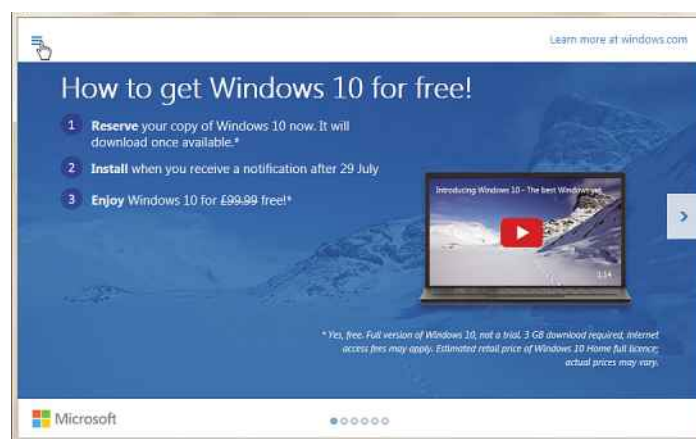 Learn more at windows.com
How to get Windows 10 for free!
1 Reserve your copy of Windows 10 now. It will
download once available.*
2 Install when you receive a notification after 29 July
3 Enjoy Windows 10 for £99.99 free!*
Introducing Windows 10 - The best Windows yet
1:14
* Yes, free. Full version of Windows 10, not a trial. 3 GB download required; internet
access fees may apply. Estimated retail price of Windows 10 Home full licence;
actual prices may vary.
Microsoft